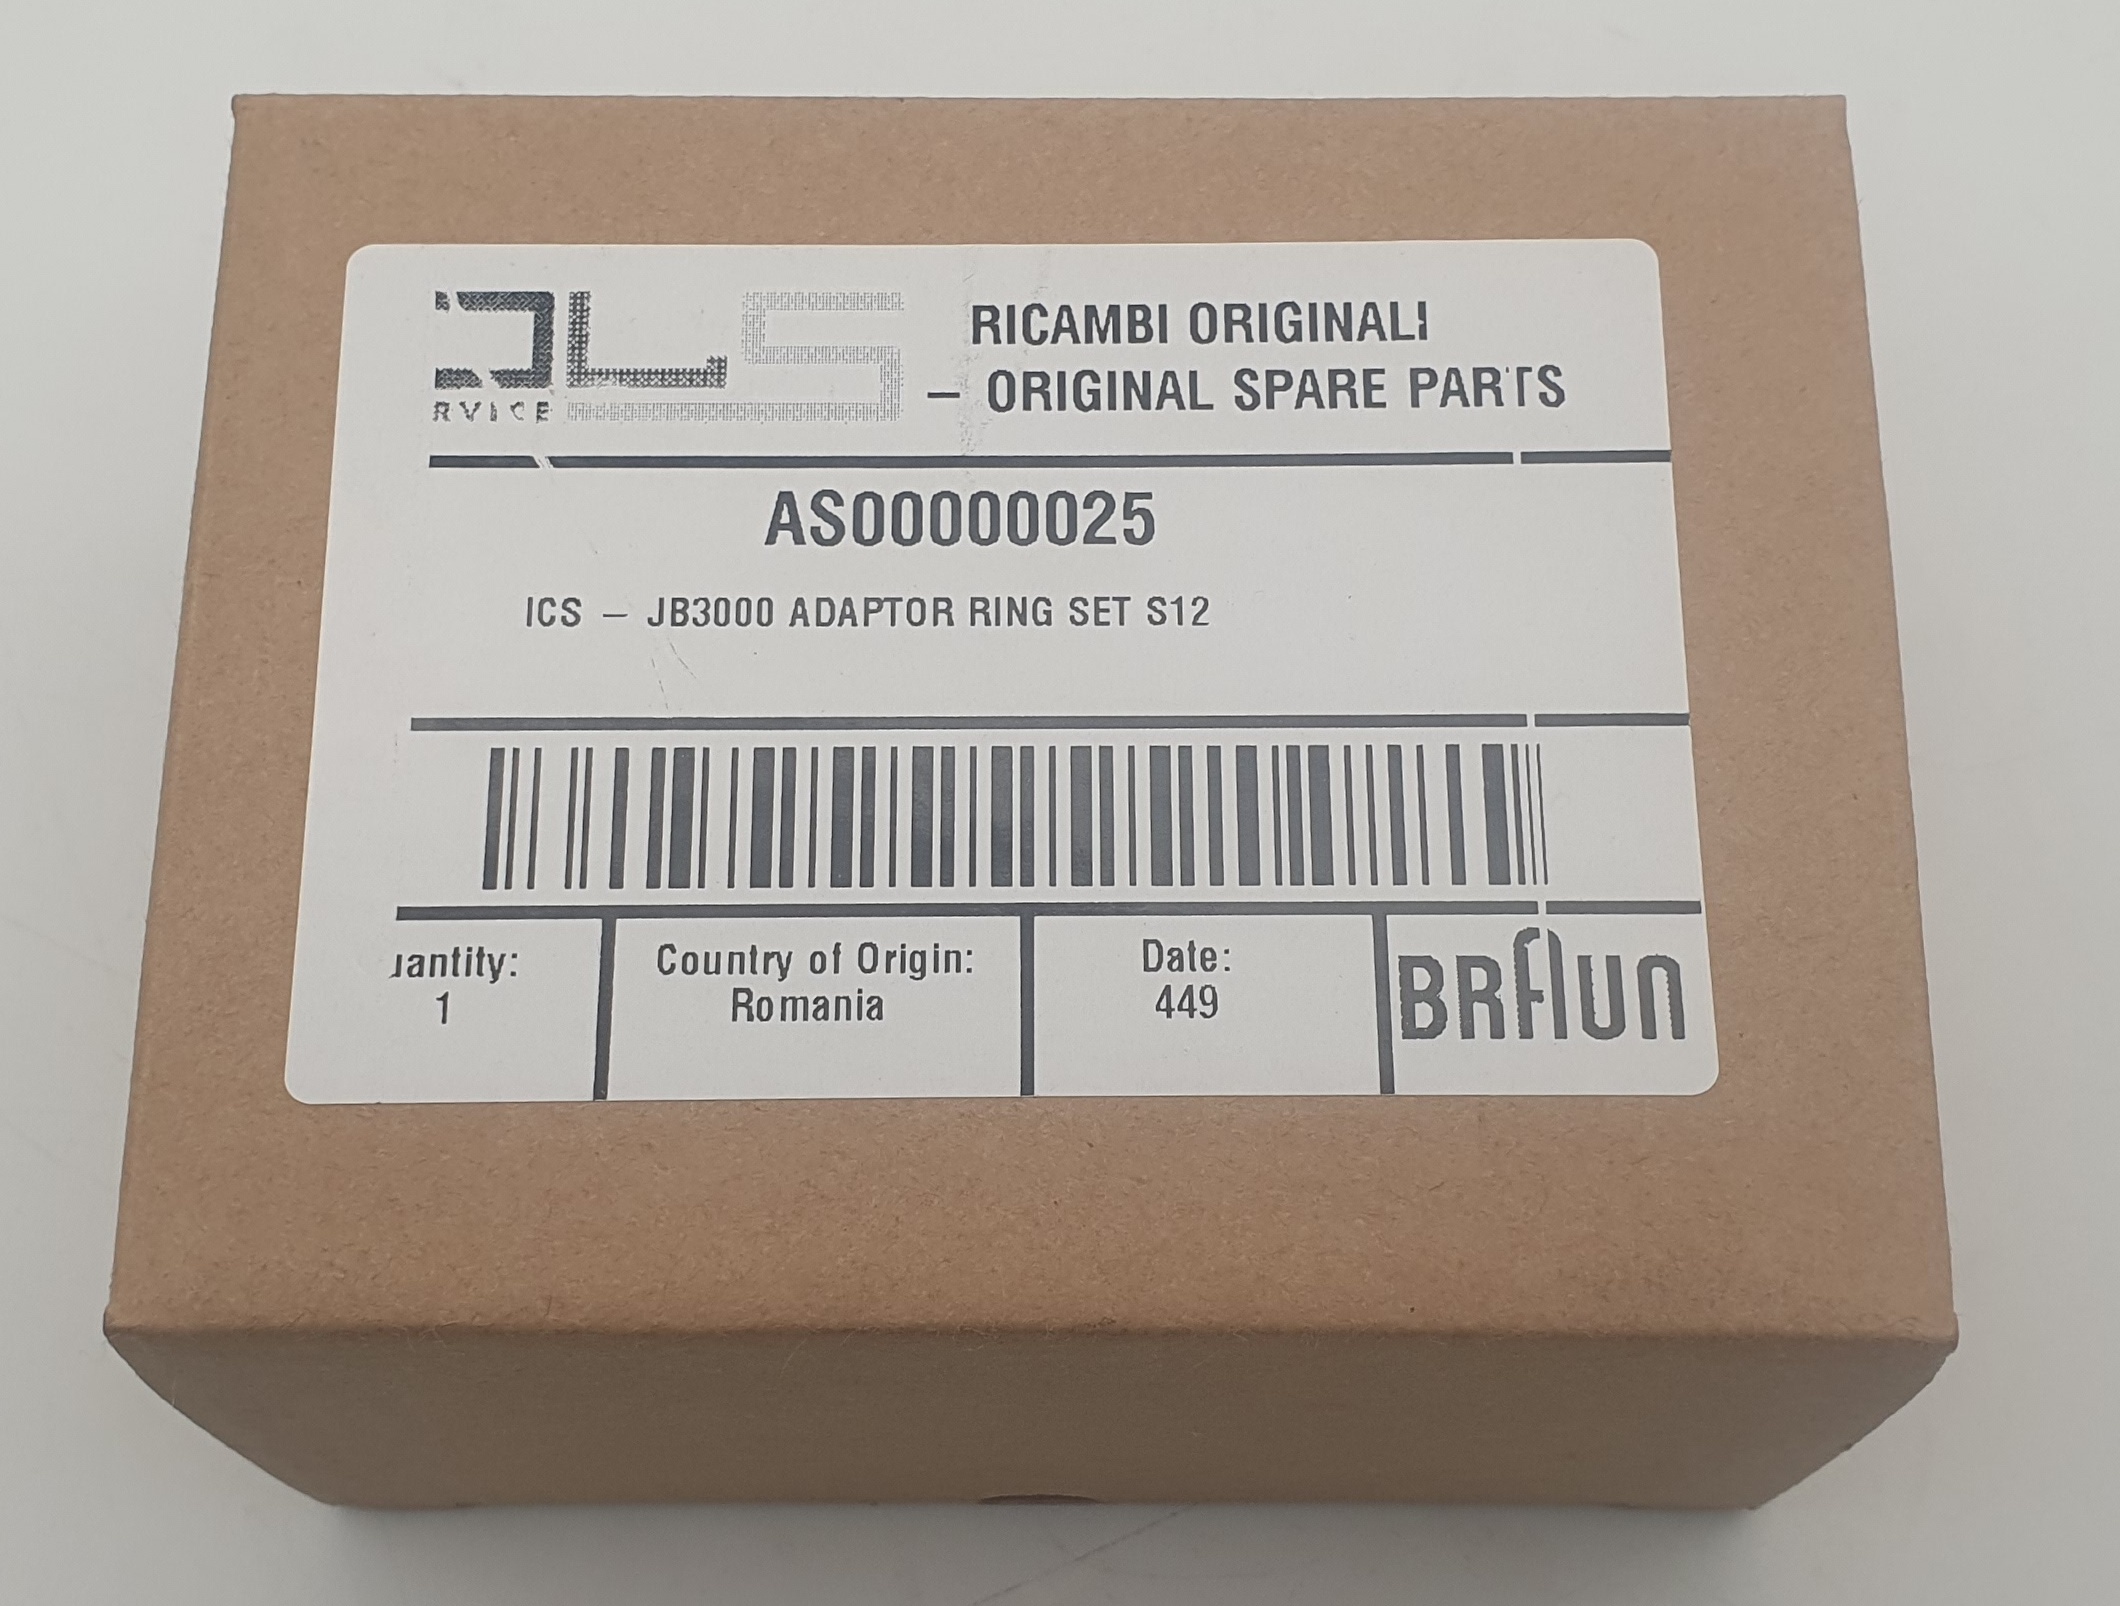 DLS
RVICE
RICAMBI ORIGINALI
– ORIGINAL SPARE PARTS
AS00000025
ICS – JB3000 ADAPTOR RING SET S12
uantity:
1
Country of Origin:
Romania
Date:
449
BRAUN